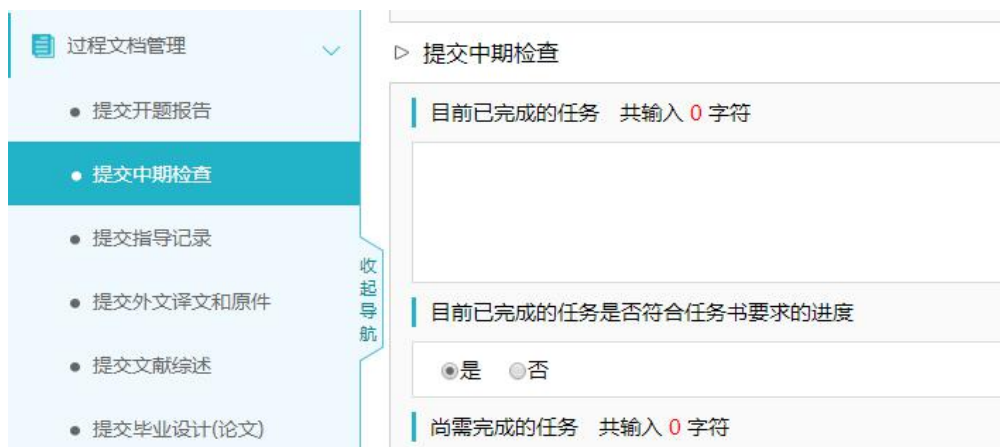 过程文档管理
提交开题报告
提交中期检查
提交指导记录
提交外文译文和原件
提交文献综述
提交毕业设计(论文)
收起导航
提交中期检查
目前已完成的任务 共输入 0 字符
目前已完成的任务是否符合任务书要求的进度
是 否
尚需完成的任务 共输入 0 字符